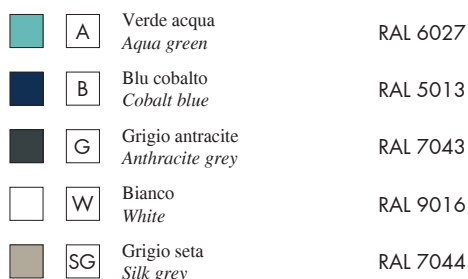 A Verde acqua RAL 6027
Aqua green
B Blu cobalto RAL 5013
Cobalt blue
G Grigio antracite RAL 7043
Anthracite grey
W Bianco RAL 9016
White
SG Grigio seta RAL 7044
Silk grey